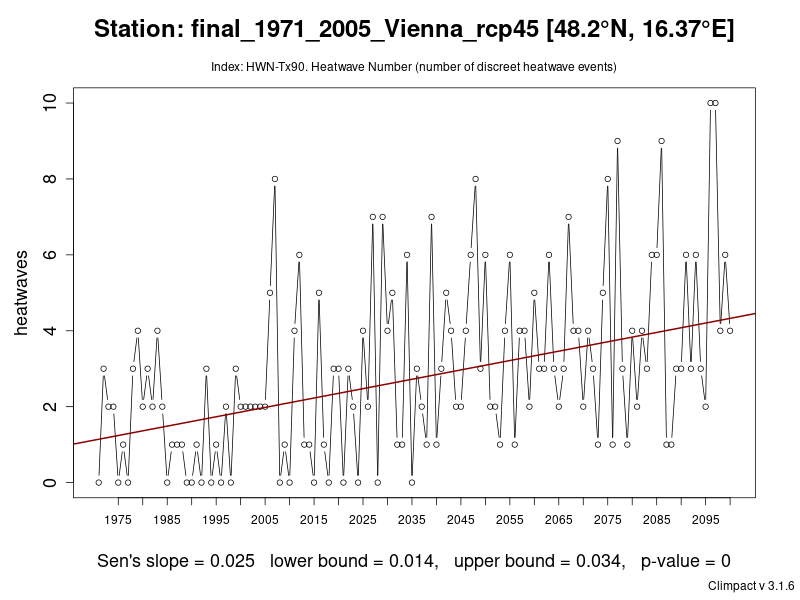 Station: final_1971_2005_Vienna_rcp45 [48.2°N, 16.37°E]
Index: HWN-Tx90. Heatwave Number (number of discreet heatwave events)
10
8
6
4
2
0
heatwaves
1975 1985 1995 2005 2015 2025 2035 2045 2055 2065 2075 2085 2095
Sen's slope = 0.025 lower bound = 0.014, upper bound = 0.034, p-value = 0
Climpact v 3.1.6